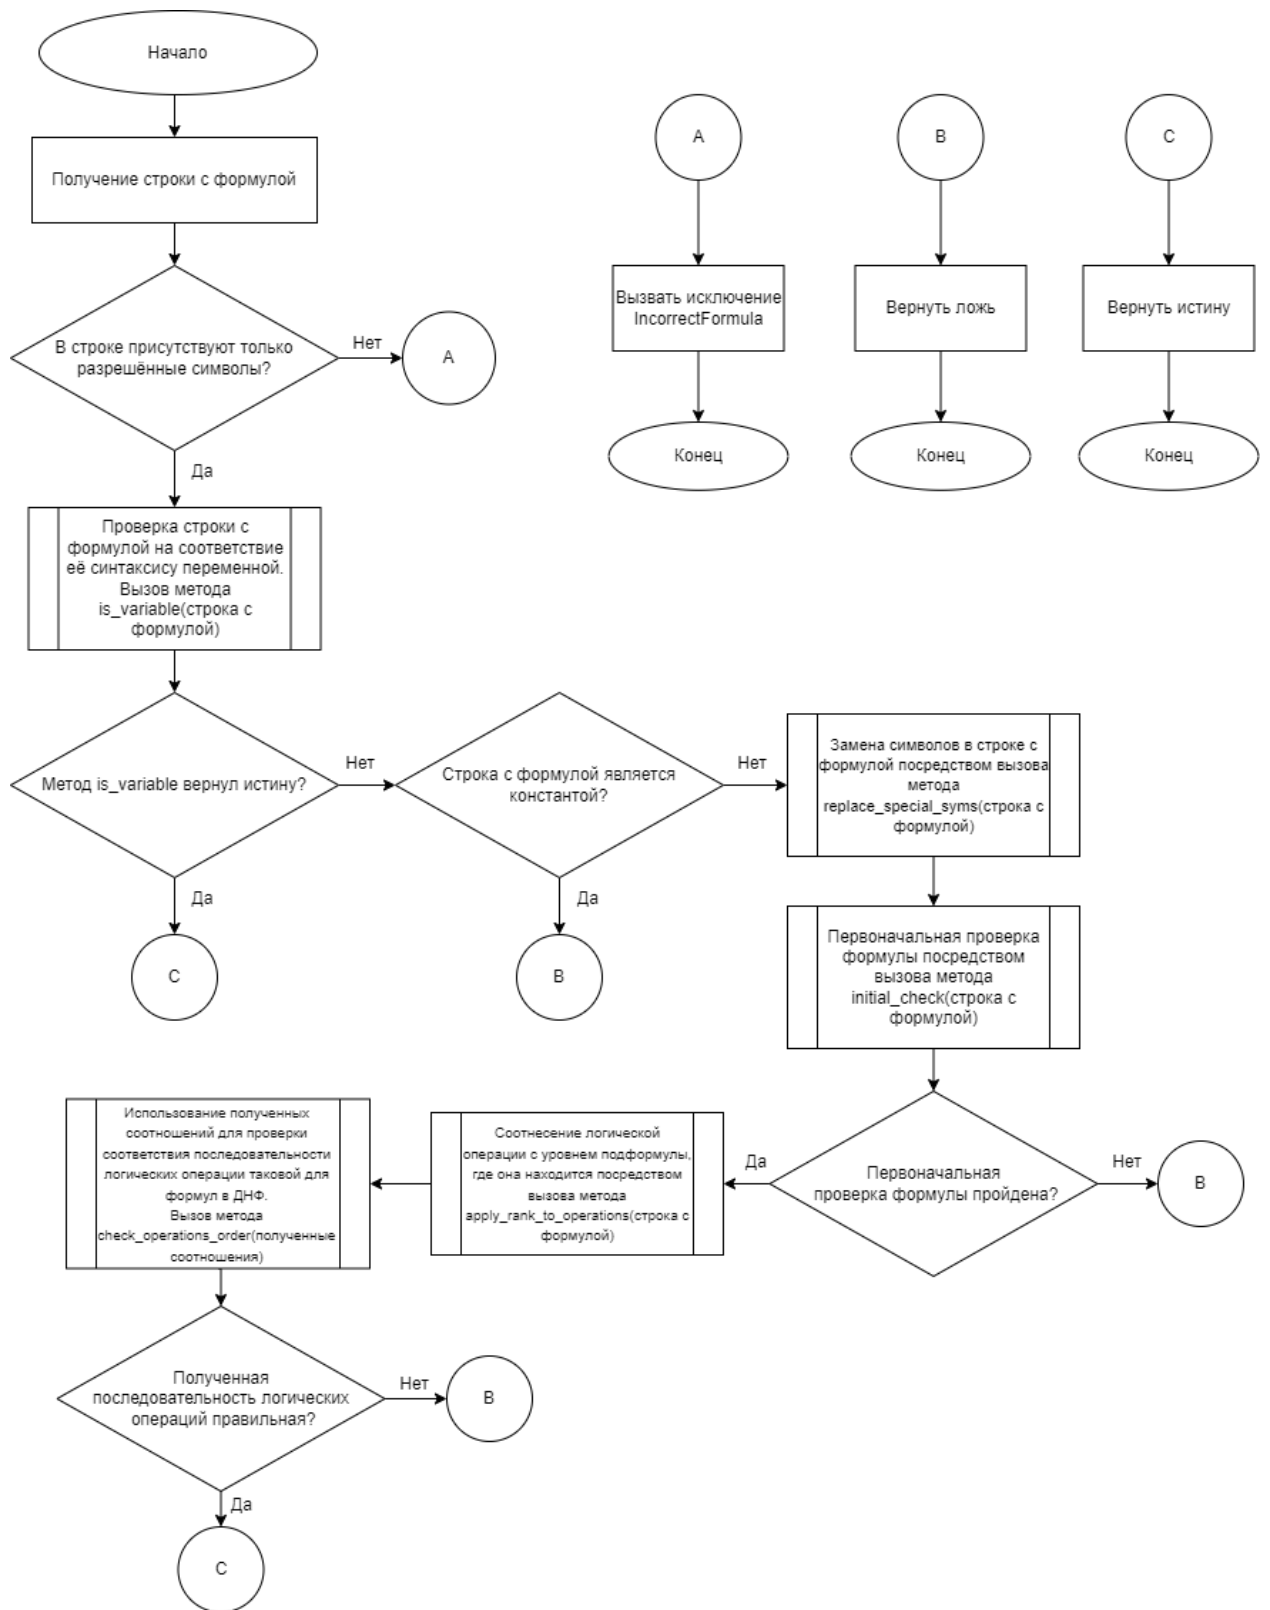 Начало
Получение строки с формулой
В строке присутствуют только
разрешённые символы?
Нет
A
Да
A
Вызвать исключение
IncorrectFormula
Конец
B
Вернуть ложь
Конец
C
Вернуть истину
Конец
Проверка строки с
формулой на соответствие
её синтаксису переменной.
Вызов метода
is_variable(строка с
формулой)
Метод is_variable вернул истину?
Нет
Да
C
Строка с формулой является
константой?
Нет
Да
B
Замена символов в строке с
формулой посредством вызова
метода
replace_special_syms(строка с
формулой)
Первоначальная проверка
формулы посредством
вызова метода
initial_check(строка с
формулой)
Первоначальная
проверка формулы пройдена?
Нет
B
Да
Соотнесение логической
операции с уровнем подформулы,
где она находится посредством
вызова метода
apply_rank_to_operations(строка с
формулой)
Использование полученных
соотношений для проверки
соответствия последовательности
логических операции таковой для
формул в ДНФ.
Вызов метода
check_operations_order(полученные
соотношения)
Полученная
последовательность логических
операций правильная?
Нет
B
Да
C